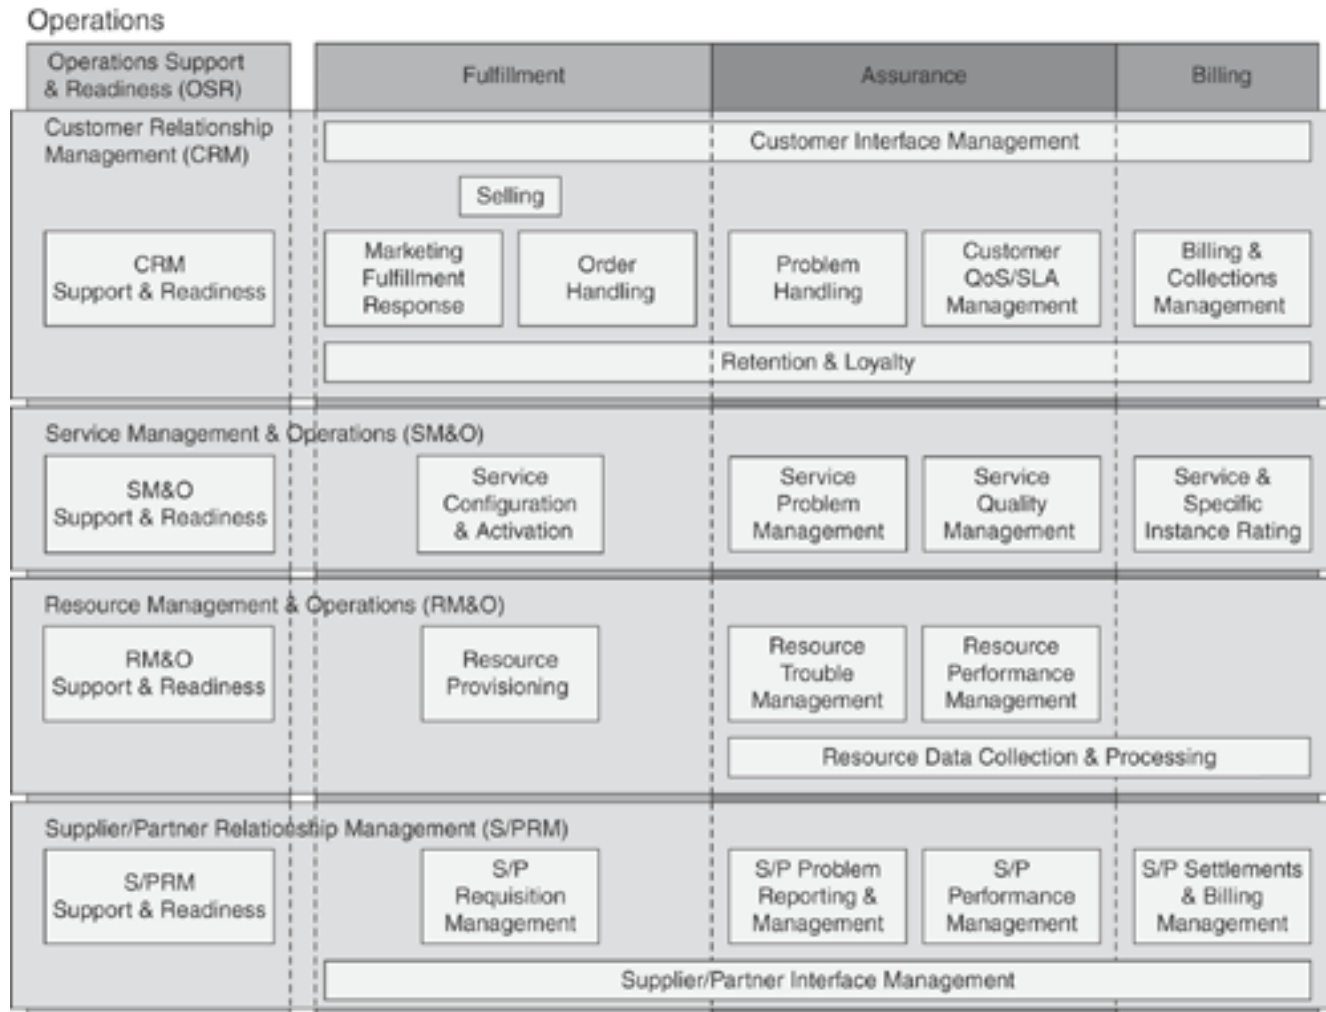 Operations
Operations Support
& Readiness (OSR)
Fulfillment
Assurance
Billing
Customer Relationship
Management (CRM)
Customer Interface Management
Selling
CRM
Support & Readiness
Marketing
Fulfillment
Response
Order
Handling
Problem
Handling
Customer
QoS/SLA
Management
Billing &
Collections
Management
Retention & Loyalty
Service Management & Operations (SM&O)
SM&O
Support & Readiness
Service
Configuration
& Activation
Service
Problem
Management
Service
Quality
Management
Service &
Specific
Instance Rating
Resource Management & Operations (RM&O)
RM&O
Support & Readiness
Resource
Provisioning
Resource
Trouble
Management
Resource
Performance
Management
Resource Data Collection & Processing
Supplier/Partner Relationship Management (S/PRM)
S/PRM
Support & Readiness
S/P
Requisition
Management
S/P Problem
Reporting &
Management
S/P
Performance
Management
S/P Settlements
& Billing
Management
Supplier/Partner Interface Management